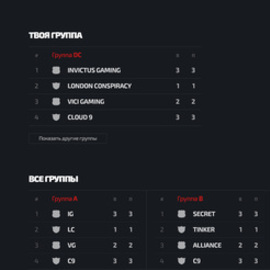 ТВОЯ ГРУППА
# Группа DC В П
1 INVICTUS GAMING 3 3
2 LONDON CONSPIRACY 1 1
3 VICI GAMING 2 2
4 CLOUD 9 3 3
Показать другие группы
ВСЕ ГРУППЫ
# Группа A В П # Группа B В П
1 IG 3 3 1 SECRET 3 3
2 LC 1 1 2 TINKER 1 1
3 VG 2 2 3 ALLIANCE 2 2
4 C9 3 3 4 C9 3 3